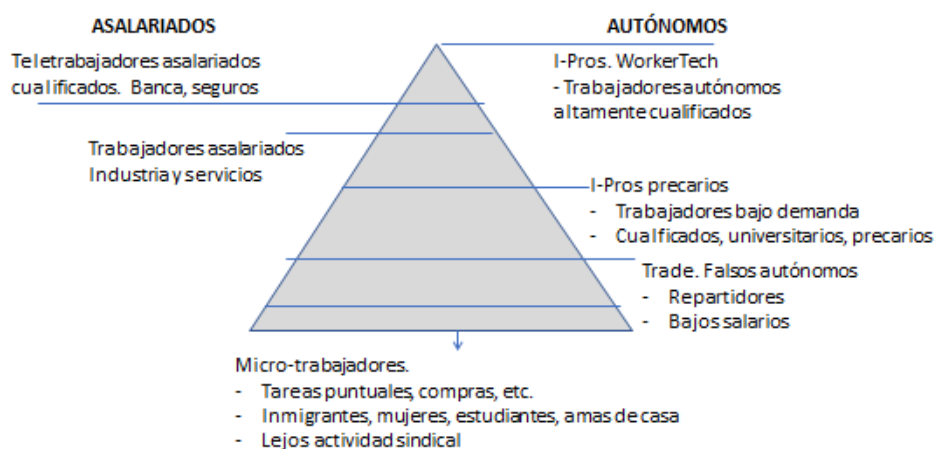 ASALARIADOS
AUTÓNOMOS
Teletrabajadores asalariados
cualificados. Banca, seguros
I-Pros. WorkerTech
- Trabajadores autónomos
altamente cualificados
Trabajadores asalariados
Industria y servicios
I-Pros precarios
- Trabajadores bajo demanda
- Cualificados, universitarios, precarios
Trade. Falsos autónomos
- Repartidores
- Bajos salarios
Micro-trabajadores.
- Tareas puntuales, compras, etc.
- Inmigrantes, mujeres, estudiantes, amas de casa
- Lejos actividad sindical